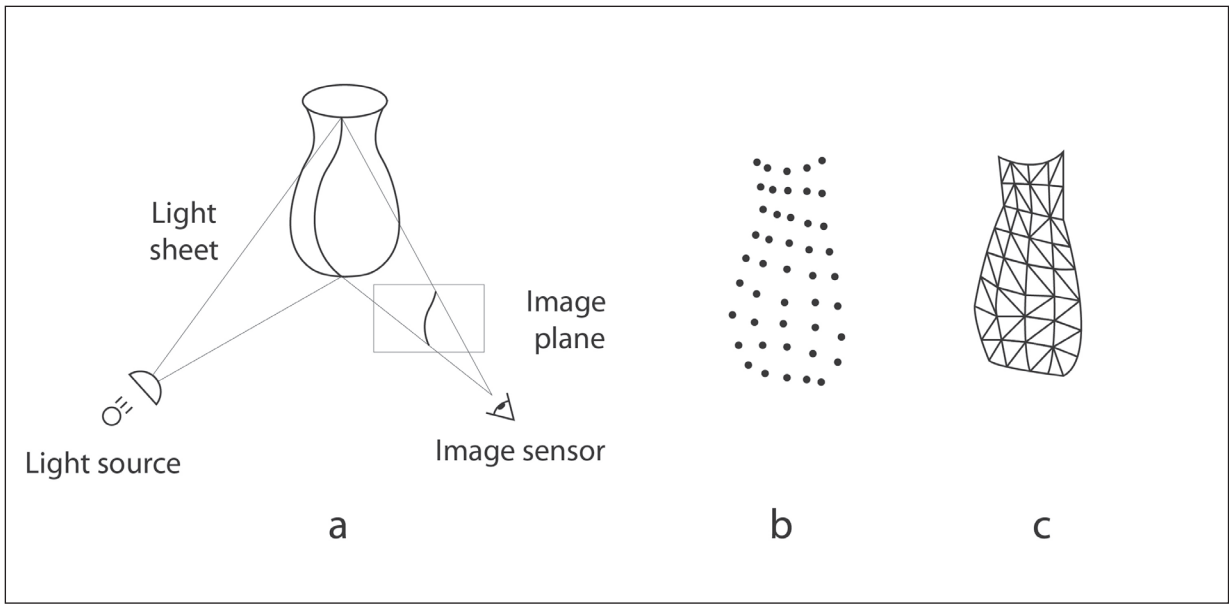 Light
sheet
Image
plane
Light source
Image sensor
a
b
c